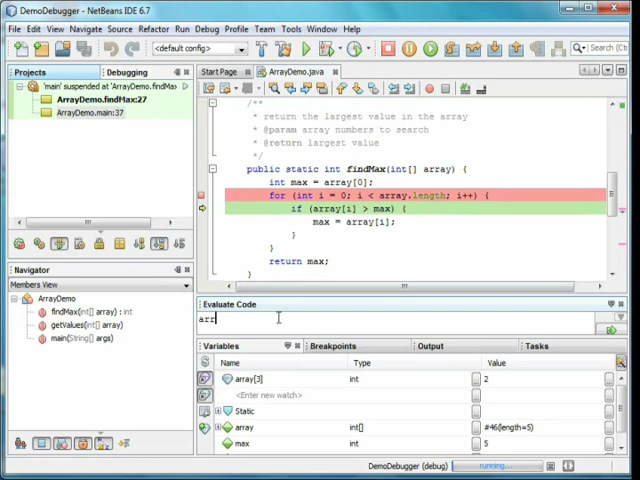 DemoDebugger - NetBeans IDE 6.7
File Edit View Navigate Source Refactor Run Debug Profile Team Tools Window Help
<default config>
Search (Ctrl
Projects
Debugging
'main' suspended at 'ArrayDemo.findMax
ArrayDemo.findMax:27
ArrayDemo.main:37
Start Page
ArrayDemo.java
/**
* return the largest value in the array
* @param array numbers to search
* @return largest value
*/
public static int findMax(int[] array) {
int max = array[0];
for (int i = 0; i < array.length; i++) {
if (array[i] > max) {
max = array[i];
}
}
return max;
}
Navigator
Members View
ArrayDemo
findMax(int[] array) : int
getValues(int[] array)
main(String[] args)
Evaluate Code
arr
Variables
Breakpoints
Output
Tasks
Name Type Value
array[3] int 2
<Enter new watch>
Static
array int[] #46(length=5)
max int 5
DemoDebugger (debug) running...